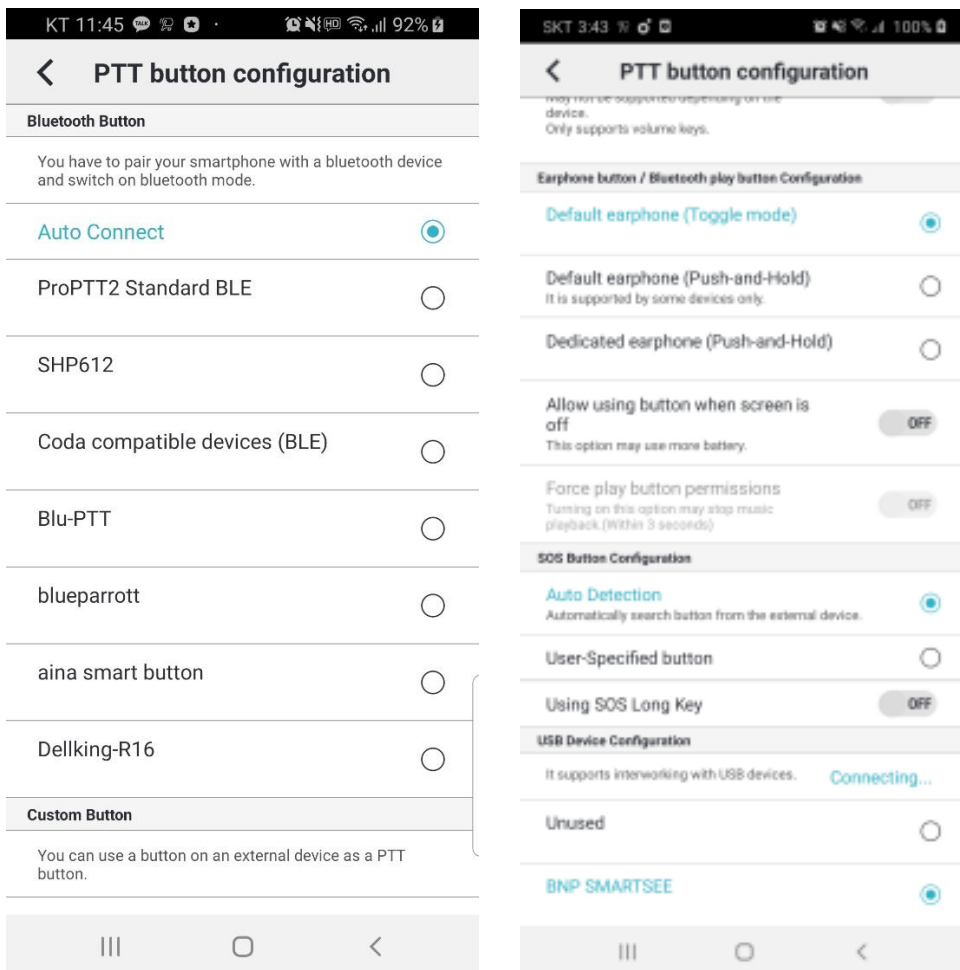 KT 11:45
92%
PTT button configuration
Bluetooth Button
You have to pair your smartphone with a bluetooth device
and switch on bluetooth mode.
Auto Connect
ProPTT2 Standard BLE
SHP612
Coda compatible devices (BLE)
Blu-PTT
blueparrott
aina smart button
Dellking-R16
Custom Button
You can use a button on an external device as a PTT
button.
SKT 3:43
100%
PTT button configuration
May not be supported depending on the
device.
Only supports volume keys.
Earphone button / Bluetooth play button Configuration
Default earphone (Toggle mode)
Default earphone (Push-and-Hold)
It is supported by some devices only.
Dedicated earphone (Push-and-Hold)
Allow using button when screen is
off
OFF
This option may use more battery.
Force play button permissions
Turning on this option may stop music
playback.(Within 3 seconds)
OFF
SOS Button Configuration
Auto Detection
Automatically search button from the external device.
User-Specified button
Using SOS Long Key
OFF
USB Device Configuration
It supports interworking with USB devices.
Connecting...
Unused
BNP SMARTSEE